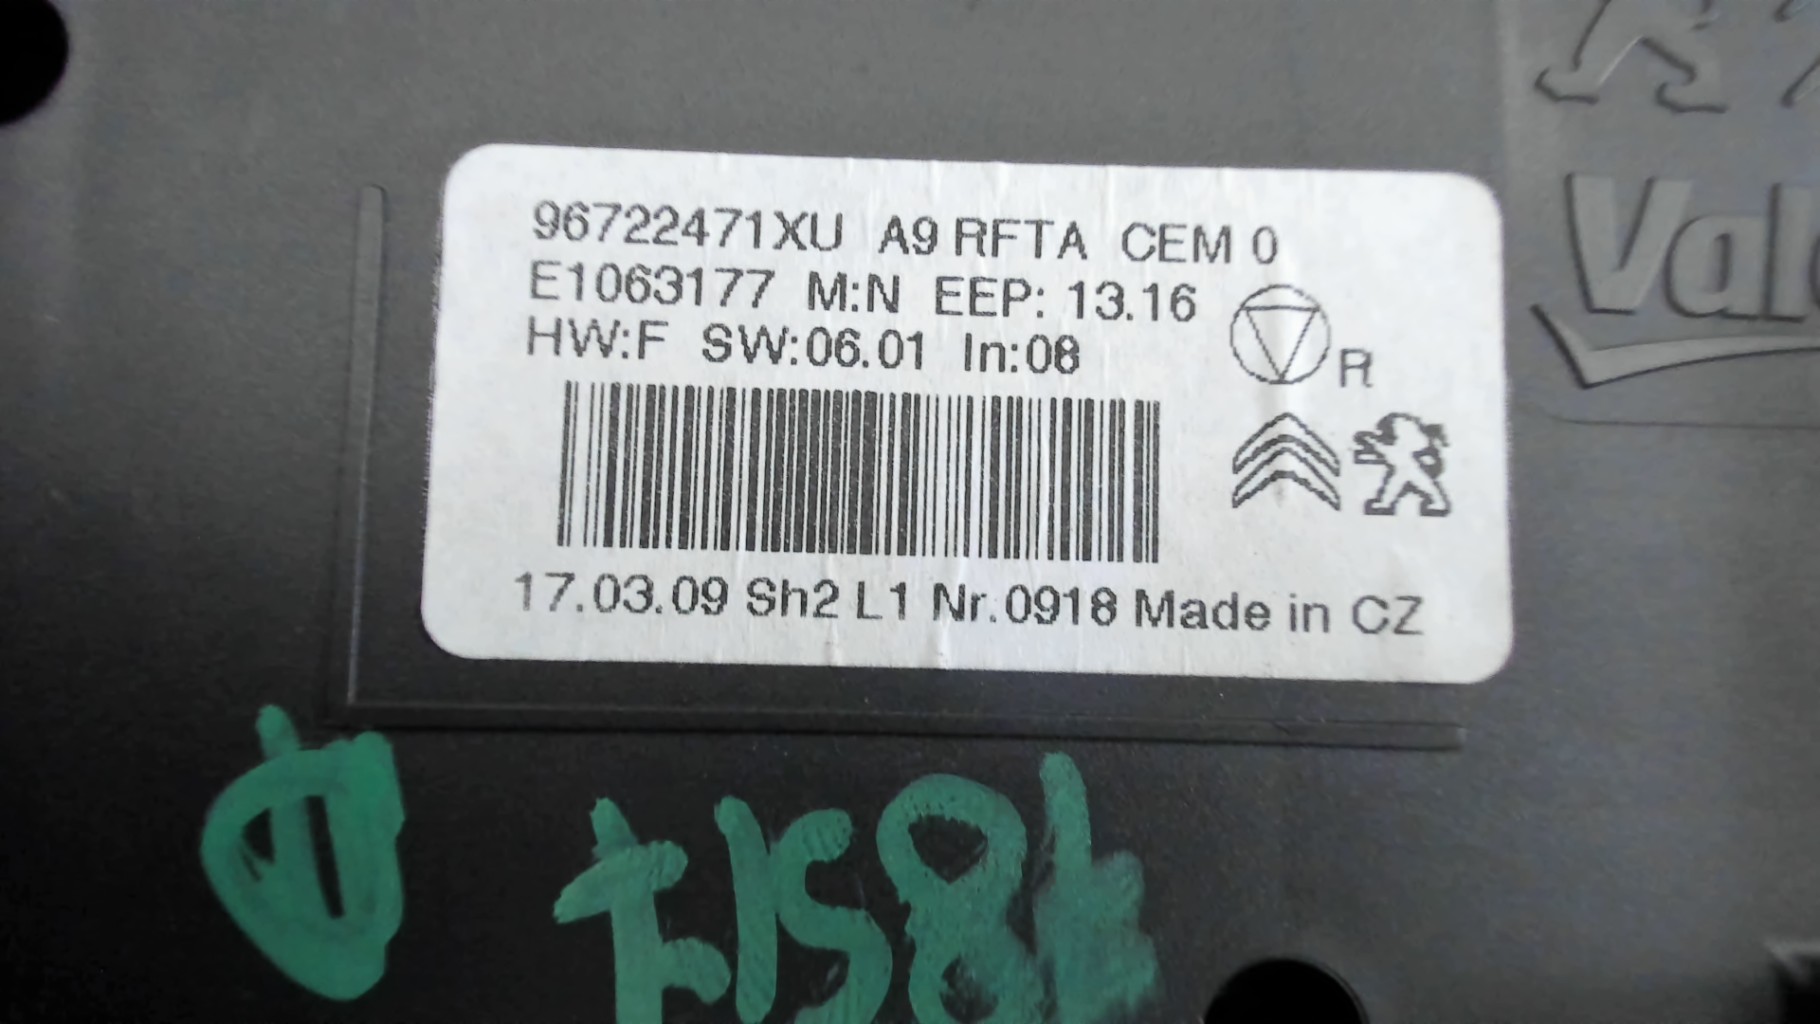 96722471XU A9 RFTA CEM 0
E1063177 M:N EEP: 13.16
HW:F SW:06.01 In:08
R
17.03.09 Sh2 L1 Nr.0918 Made in CZ